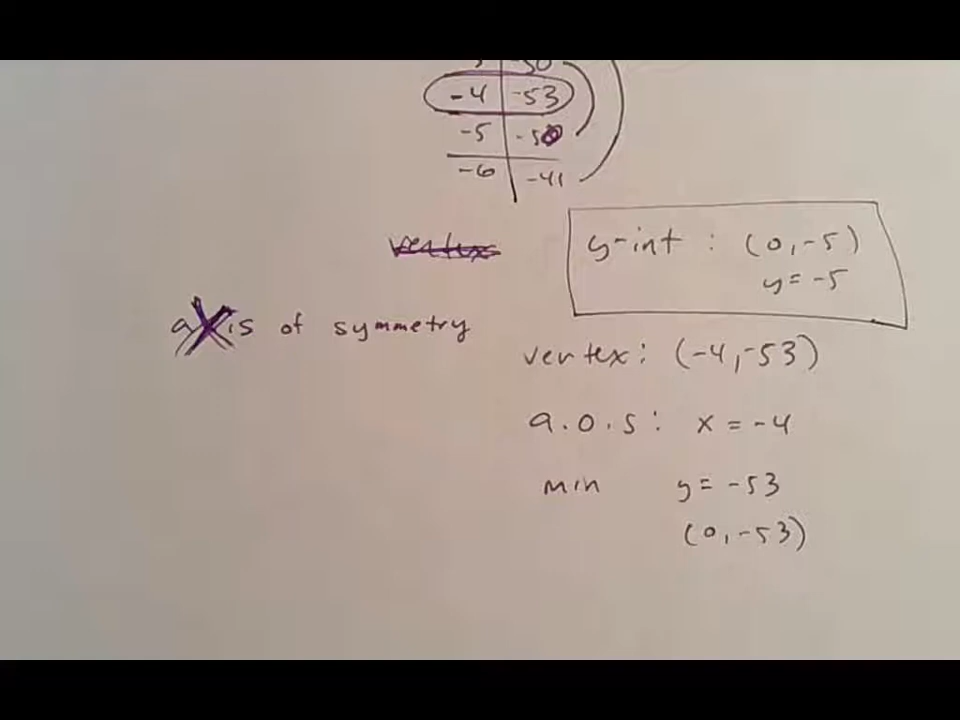 -4 -53
-5 -50
-6 -41
y-int : (0,-5)
y= -5
vertex
axis of symmetry
vertex: (-4,-53)
a.o.s: x = -4
min y= -53
(0,-53)